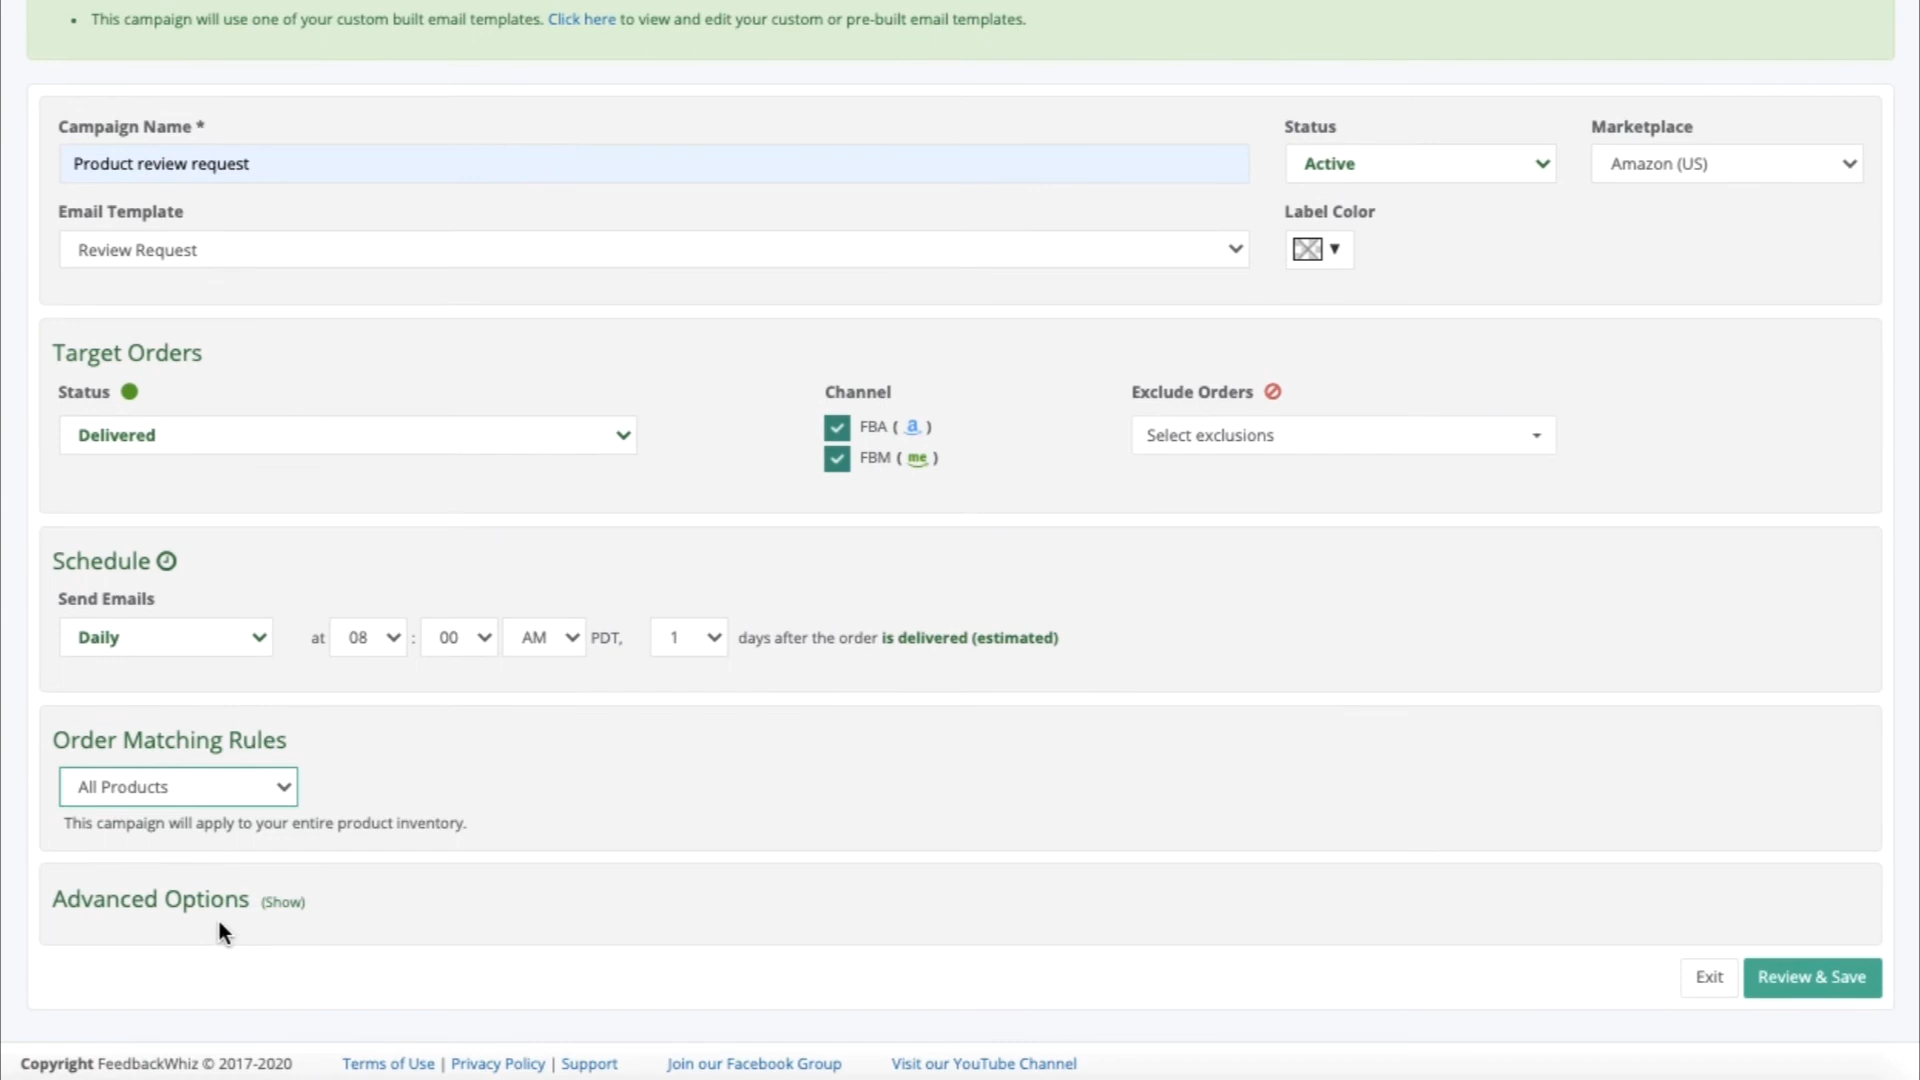 This campaign will use one of your custom built email templates. Click here to view and edit your custom or pre-built email templates.
Campaign Name *
Status
Marketplace
Product review request
Active
Amazon (US)
Email Template
Label Color
Review Request
Target Orders
Status
Channel
Exclude Orders
Delivered
FBA ( a )
Select exclusions
FBM ( me )
Schedule
Send Emails
Daily at 08 : 00 AM PDT, 1 days after the order is delivered (estimated)
Order Matching Rules
All Products
This campaign will apply to your entire product inventory.
Advanced Options (Show)
Exit Review & Save
Copyright FeedbackWhiz © 2017-2020 Terms of Use | Privacy Policy | Support Join our Facebook Group Visit our YouTube Channel